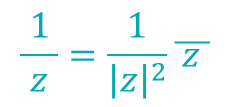 1/z = 1/|z|² z̅